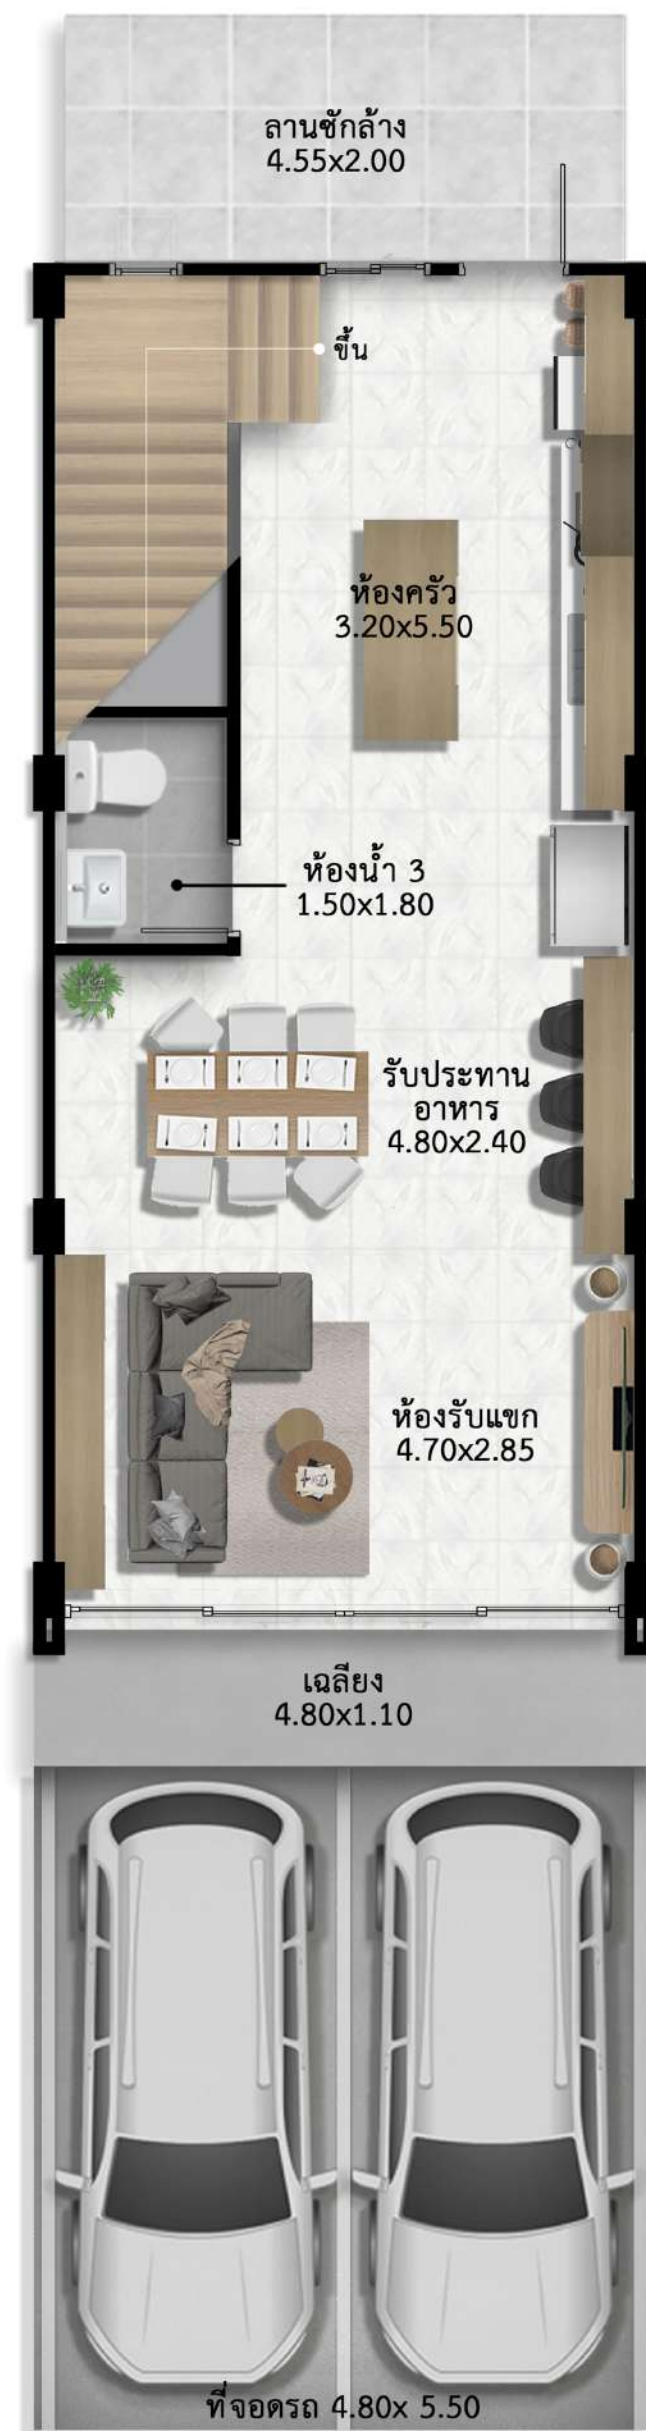 ลานซักล้าง
4.55x2.00
ขึ้น
ห้องครัว
3.20x5.50
ห้องน้ำ 3
1.50x1.80
รับประทาน
อาหาร
4.80x2.40
ห้องรับแขก
4.70x2.85
เฉลียง
4.80x1.10
ที่จอดรถ 4.80x 5.50